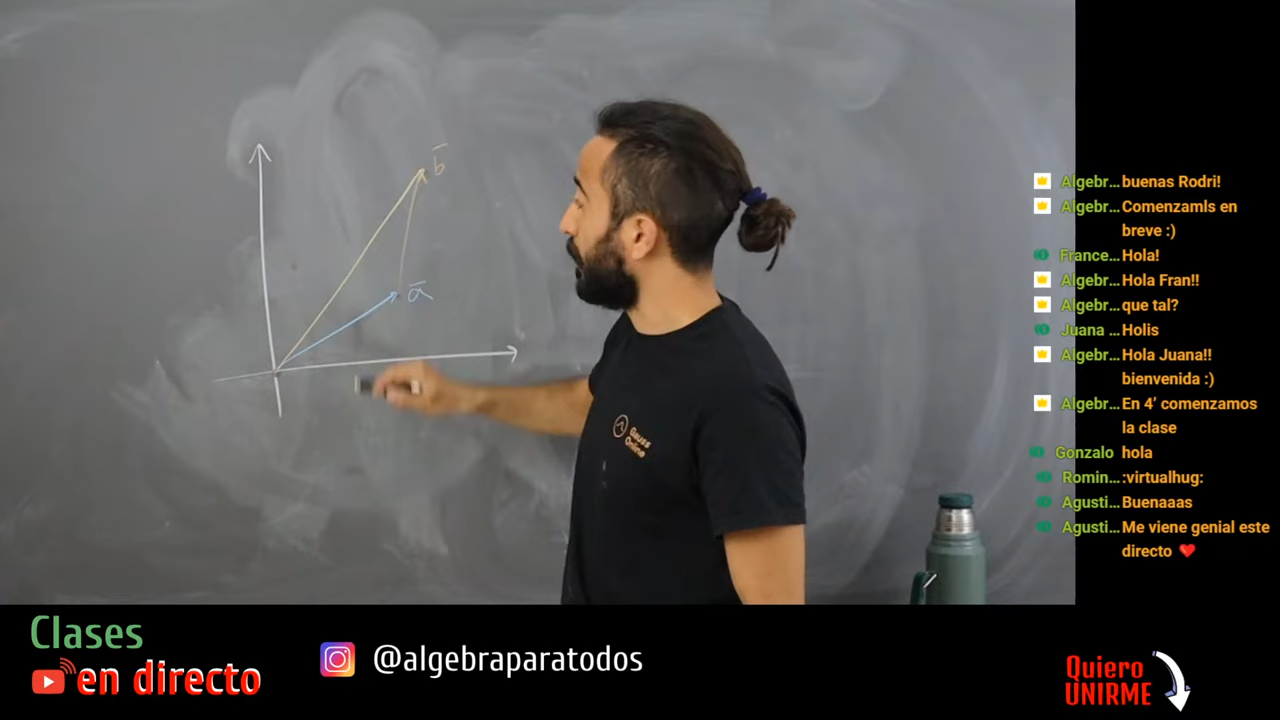 b
a
Gauss
Online
Algebr... buenas Rodri!
Algebr... Comenzamls en
breve :)
France... Hola!
Algebr... Hola Fran!!
Algebr... que tal?
Juana ... Holis
Algebr... Hola Juana!!
bienvenida :)
Algebr... En 4' comenzamos
la clase
Gonzalo hola
Romin... :virtualhug:
Agusti... Buenaaas
Agusti... Me viene genial este
directo ❤️
Clases
en directo
@algebraparatodos
Quiero
UNIRME